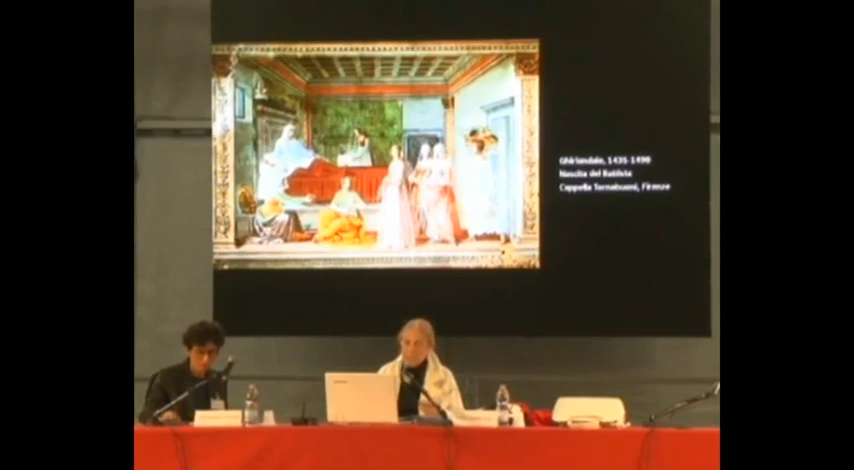 Ghirlandaio, 1435-1490
Nascita del Battista
Cappella Tornabuoni, Firenze